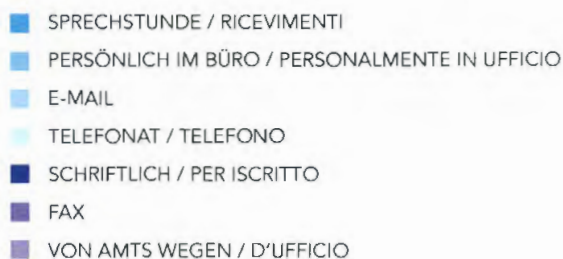 SPRECHSTUNDE / RICEVIMENTI
PERSÖNLICH IM BÜRO / PERSONALMENTE IN UFFICIO
E-MAIL
TELEFONAT / TELEFONO
SCHRIFTLICH / PER ISCRITTO
FAX
VON AMTS WEGEN / D'UFFICIO